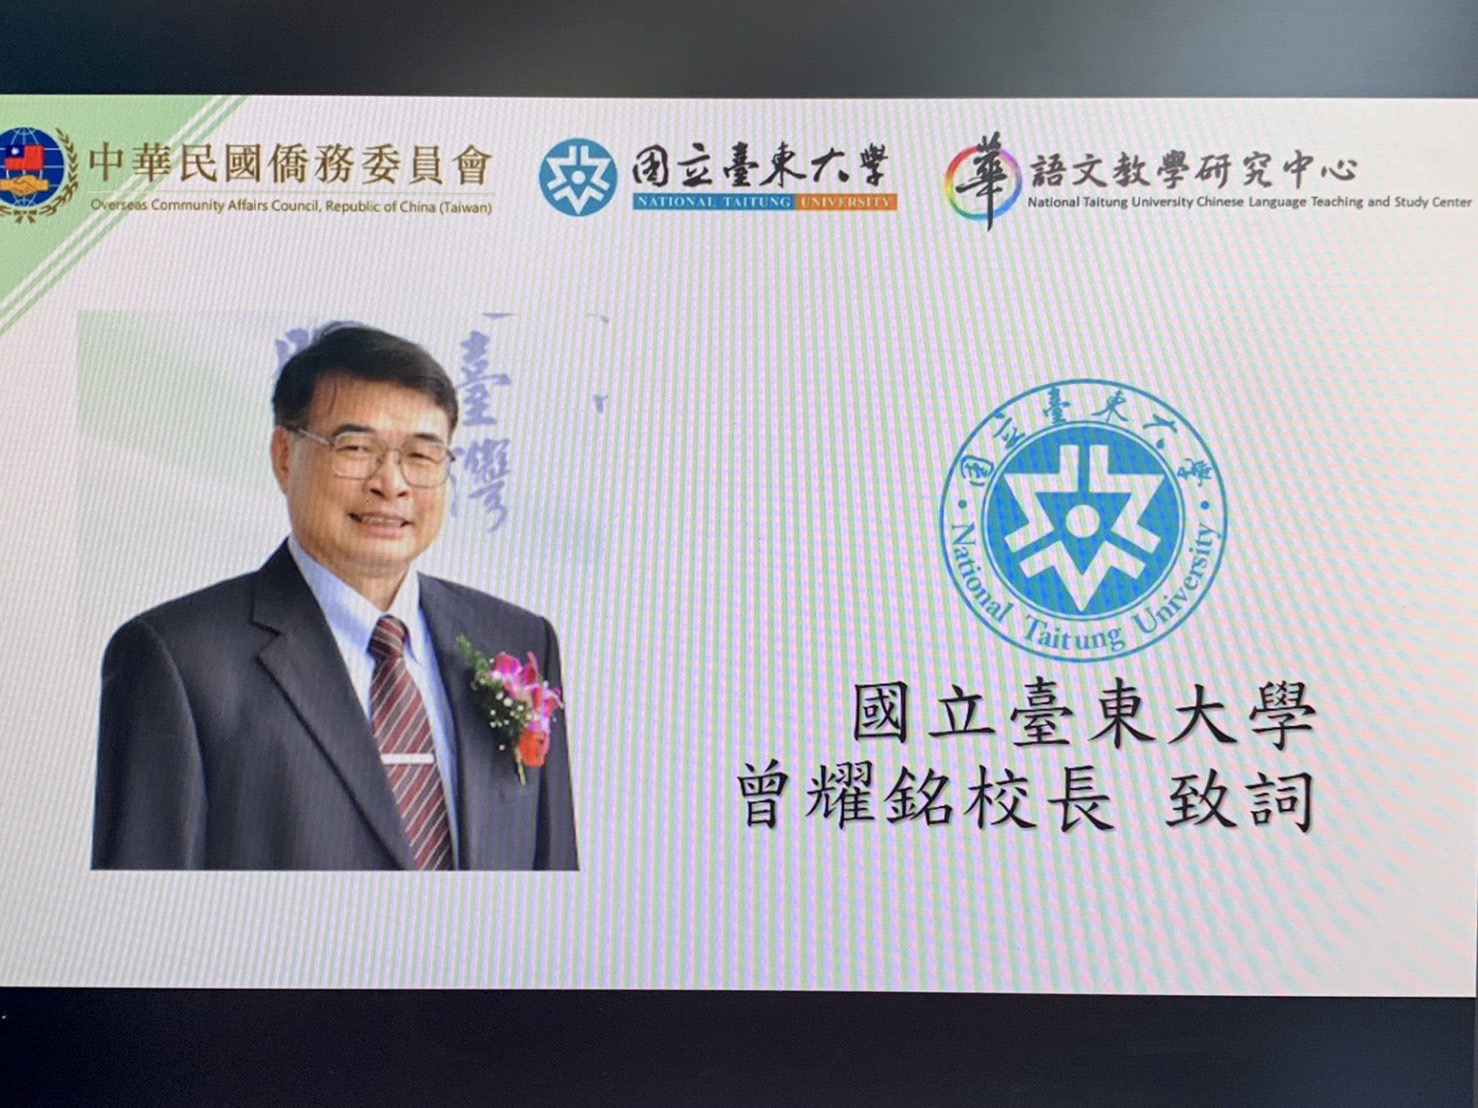 中華民國僑務委員會
Overseas Community Affairs Council, Republic of China (Taiwan)
國立臺東大學
NATIONAL TAITUNG UNIVERSITY
華語文教學研究中心
National Taitung University Chinese Language Teaching and Study Center
臺灣
國立臺東大學
National Taitung University
國立臺東大學
曾耀銘校長 致詞